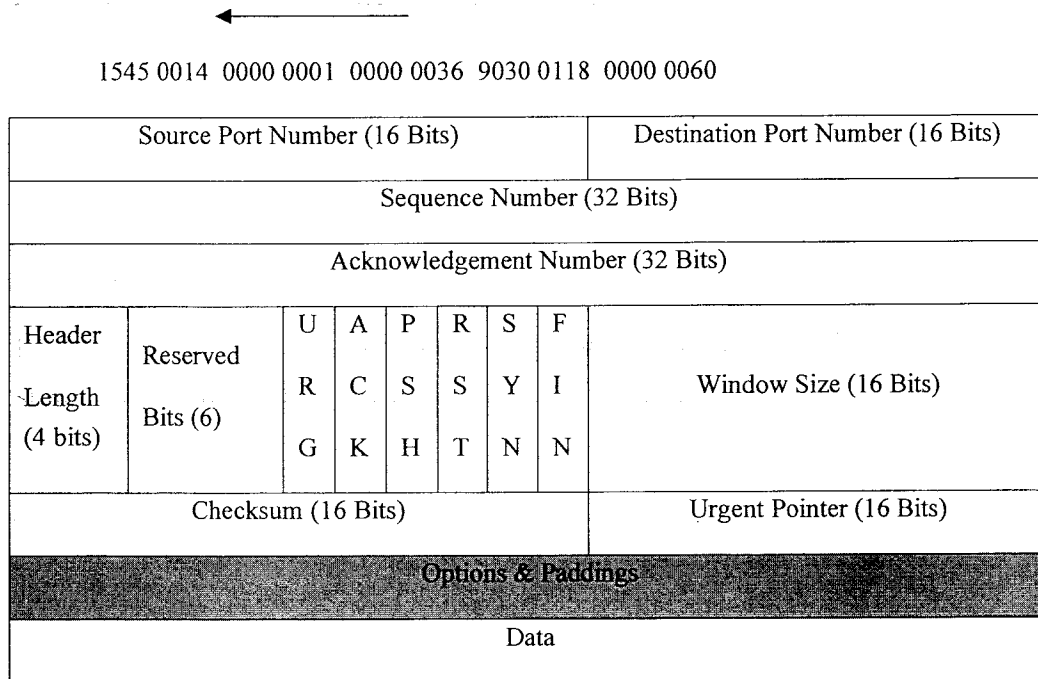 1545 0014 0000 0001 0000 0036 9030 0118 0000 0060
Source Port Number (16 Bits)
Destination Port Number (16 Bits)
Sequence Number (32 Bits)
Acknowledgement Number (32 Bits)
Header
Length
(4 bits)
Reserved
Bits (6)
U
R
G
A
C
K
P
S
H
R
S
T
S
Y
N
F
I
N
Window Size (16 Bits)
Checksum (16 Bits)
Urgent Pointer (16 Bits)
Options & Paddings
Data